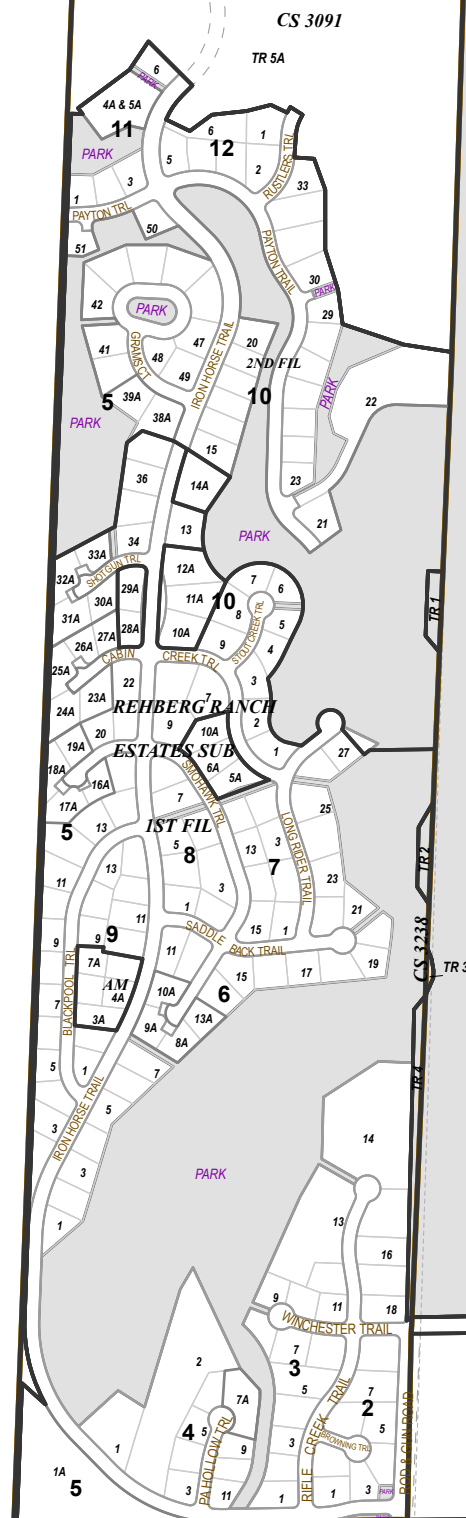 CS 3091
TR 5A
6
PARK
4A & 5A
11
PARK
6
1
12
5
2
RUSTLERS TRL
33
3
1
PAYTON TRL
50
51
PAYTON TRAIL
30
PARK
29
42
PARK
41
GRAMS CT
48
47
49
39A
38A
5
PARK
IRON HORSE TRAIL
20
2ND FIL
10
PARK
22
15
36
14A
23
21
13
PARK
34
33A
SHOTGUN TRL
32A
31A
30A
29A
28A
27A
26A
25A
CABIN CREEK TRL
12A
11A
10
10A
7
6
8
5
STOUT CREEK TRL
9
4
3
2
1
TR 1
24A
23A
22
7
REHBERG RANCH
9
10A
20
19A
ESTATES SUB
18A
6A
5A
16A
SMOHAWK TRL
17A
7
27
5
13
1ST FIL
5
8
3
13
3
7
LONG RIDER TRAIL
25
23
TR 2
11
13
11
1
SADDLE BACK TRAIL
15
1
21
19
17
15
CS 3238
TR 3
9
9
9
7A
AM
4A
3A
11
10A
6
13A
9A
8A
7
BLACKPOOL TRL
5
1
7
5
IRON HORSE TRAIL
3
3
1
TR 4
14
PARK
13
16
9
11
18
WINCHESTER TRAIL
2
7A
7
3
5
7
2
5
RIFLE CREEK TRAIL
BROWNING TRL
ROD & GUN ROAD
4
5
PA HOLLOW TRL
9
3
1
1A
5
3
11
1
1
3
PARK